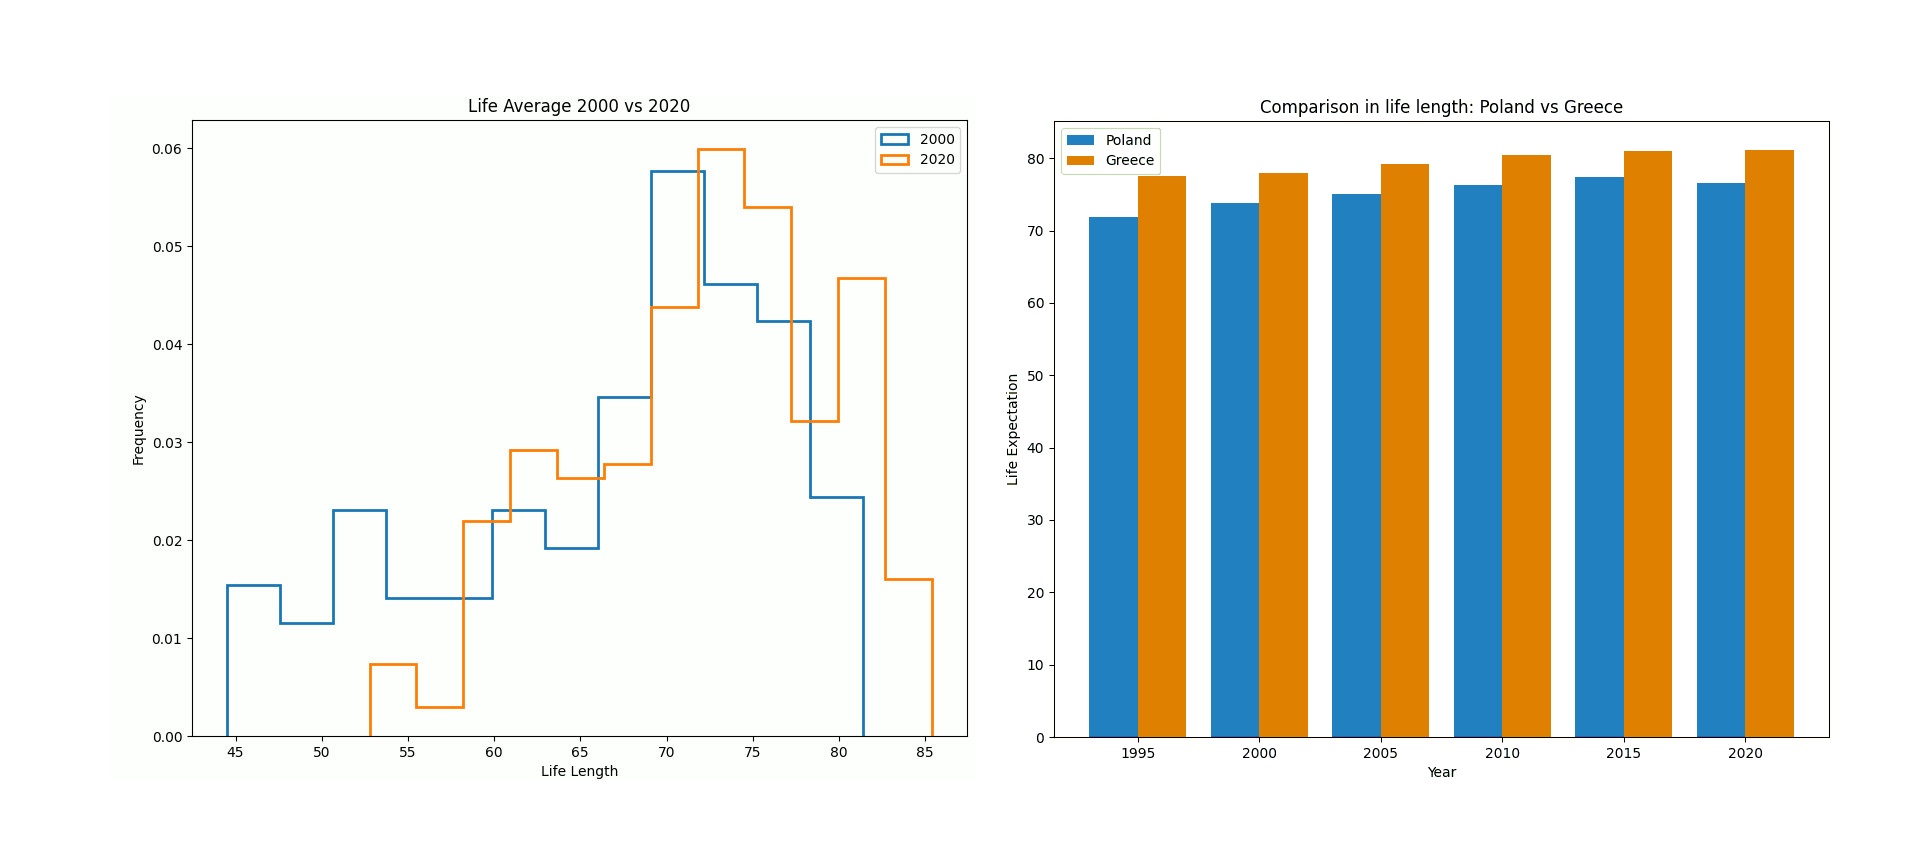 Life Average 2000 vs 2020
2000
2020
0.06
0.05
0.04
0.03
0.02
0.01
0.00
Frequency
45 50 55 60 65 70 75 80 85
Life Length
Comparison in life length: Poland vs Greece
Poland
Greece
80
70
60
50
40
30
20
10
0
Life Expectation
1995 2000 2005 2010 2015 2020
Year